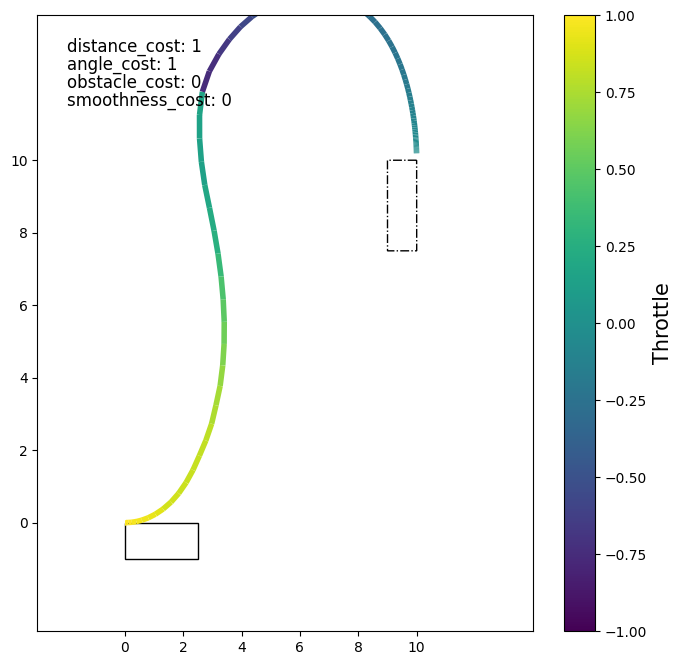 distance_cost: 1
angle_cost: 1
obstacle_cost: 0
smoothness_cost: 0
10
8
6
4
2
0
0 2 4 6 8 10
1.00
0.75
0.50
0.25
0.00
−0.25
−0.50
−0.75
−1.00
Throttle